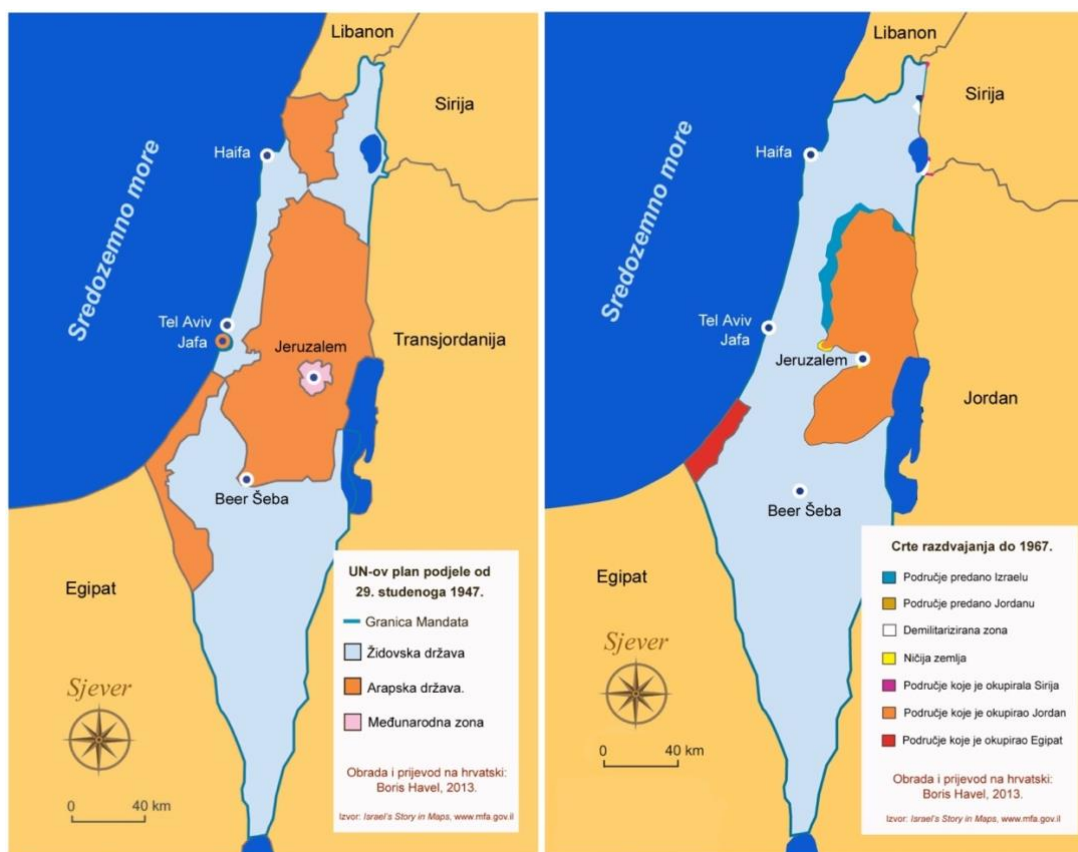 Libanon
Sirija
Haifa
Sredozemno more
Tel Aviv
Jafa
Jeruzalem
Transjordanija
Beer Šeba
Egipat
Sjever
0 40 km
UN-ov plan podjele od
29. studenoga 1947.
Granica Mandata
Židovska država
Arapska država.
Međunarodna zona
Obrada i prijevod na hrvatski:
Boris Havel, 2013.
Izvor: Israel's Story in Maps, www.mfa.gov.il
Libanon
Sirija
Haifa
Sredozemno more
Tel Aviv
Jafa
Jeruzalem
Jordan
Beer Šeba
Egipat
Sjever
0 40 km
Crte razdvajanja do 1967.
Područje predano Izraelu
Područje predano Jordanu
Demilitarizirana zona
Ničija zemlja
Područje koje je okupirala Sirija
Područje koje je okupirao Jordan
Područje koje je okupirao Egipat
Obrada i prijevod na hrvatski:
Boris Havel, 2013.
Izvor: Israel's Story in Maps, www.mfa.gov.il